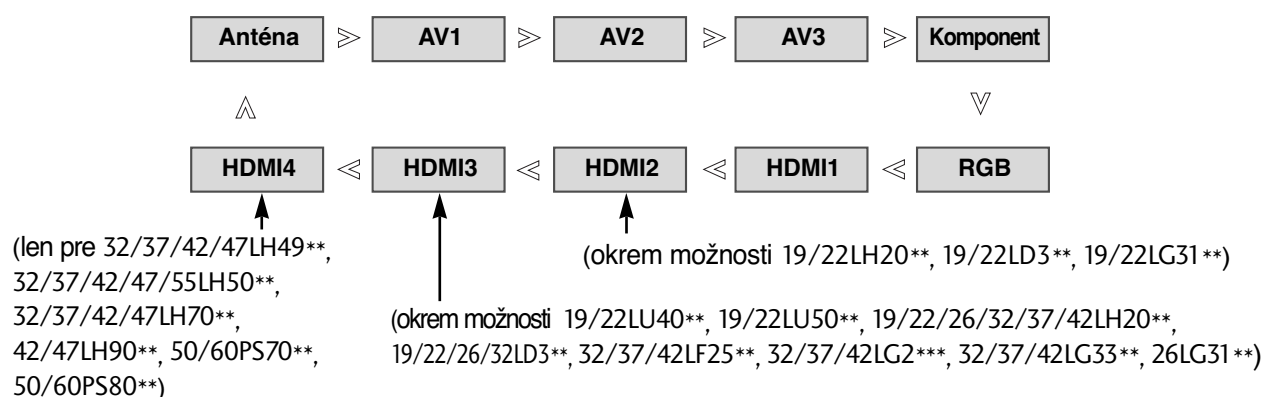 Anténa AV1 AV2 AV3 Komponent
HDMI4 HDMI3 HDMI2 HDMI1 RGB
(len pre 32/37/42/47LH49**,
32/37/42/47/55LH50**,
32/37/42/47LH70**,
42/47LH90**, 50/60PS70**,
50/60PS80**)
(okrem možnosti 19/22LH20**, 19/22LD3**, 19/22LG31**)
(okrem možnosti 19/22LU40**, 19/22LU50**, 19/22/26/32/37/42LH20**,
19/22/26/32LD3**, 32/37/42LF25**, 32/37/42LG2***, 32/37/42LG33**, 26LG31**)